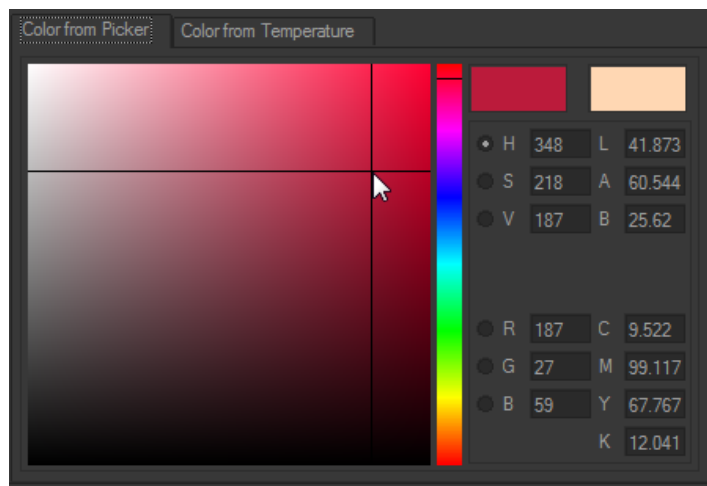 Color from Picker Color from Temperature
H 348 L 41.873
S 218 A 60.544
V 187 B 25.62
R 187 C 9.522
G 27 M 99.117
B 59 Y 67.767
K 12.041